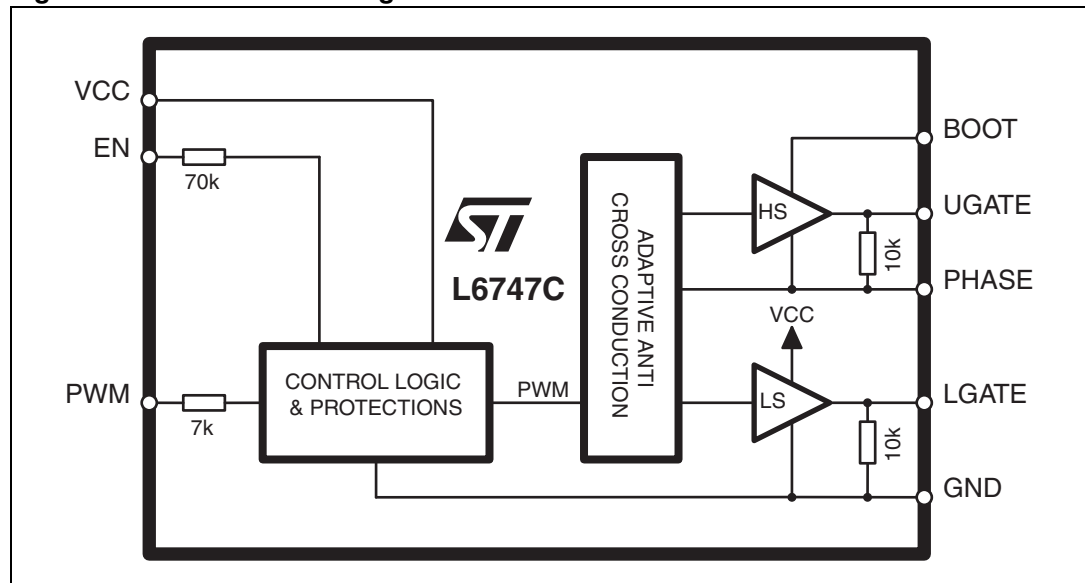 VCC
EN
70k
PWM
7k
ST
L6747C
CONTROL LOGIC
& PROTECTIONS
PWM
ADAPTIVE ANTI
CROSS CONDUCTION
HS
VCC
LS
10k
10k
BOOT
UGATE
PHASE
LGATE
GND